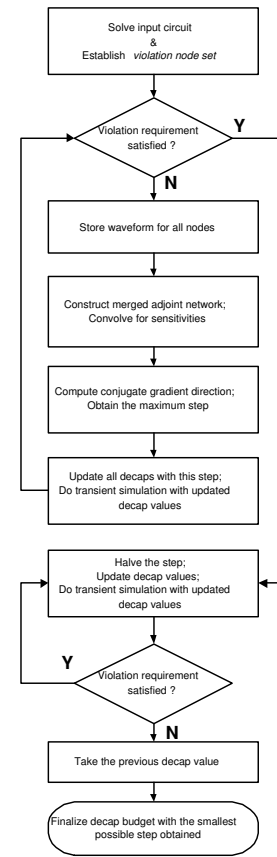 Solve input circuit
&
Establish violation node set
Violation requirement
satisfied ?
Y
N
Store waveform for all nodes
Construct merged adjoint network;
Convolve for sensitivities
Compute conjugate gradient direction;
Obtain the maximum step
Update all decaps with this step;
Do transient simulation with updated
decap values
Halve the step;
Update decap values;
Do transient simulation with updated
decap values
Y
Violation requirement
satisfied ?
N
Take the previous decap value
Finalize decap budget with the smallest
possible step obtained